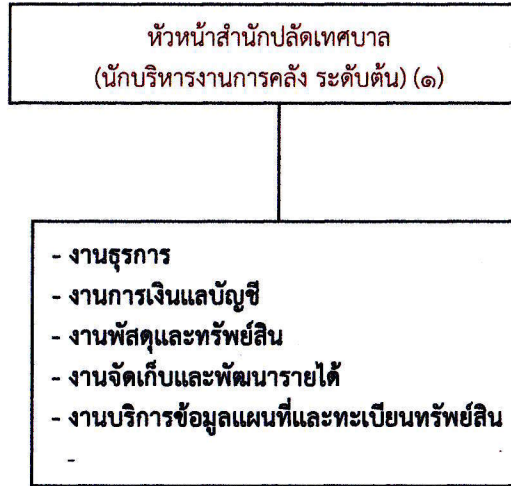 หัวหน้าสำนักปลัดเทศบาล
(นักบริหารงานการคลัง ระดับต้น) (๑)
- งานธุรการ
- งานการเงินแลบัญชี
- งานพัสดุและทรัพย์สิน
- งานจัดเก็บและพัฒนารายได้
- งานบริการข้อมูลแผนที่และทะเบียนทรัพย์สิน
-